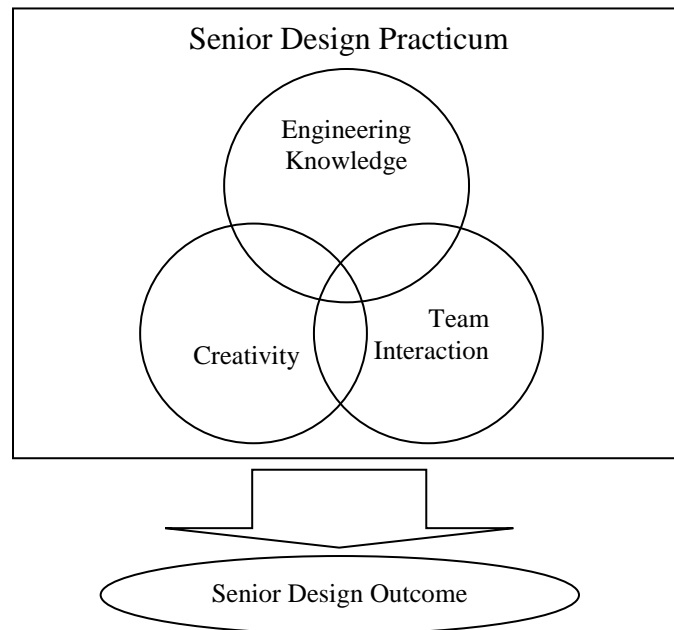 Senior Design Practicum
Engineering
Knowledge
Team
Interaction
Creativity
Senior Design Outcome